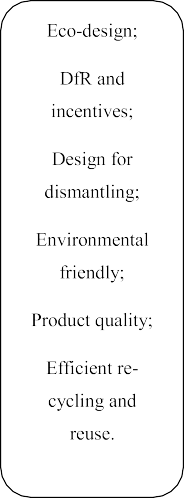 Eco-design;
DfR and
incentives;
Design for
dismantling;
Environmental
friendly;
Product quality;
Efficient re-
cycling and
reuse.